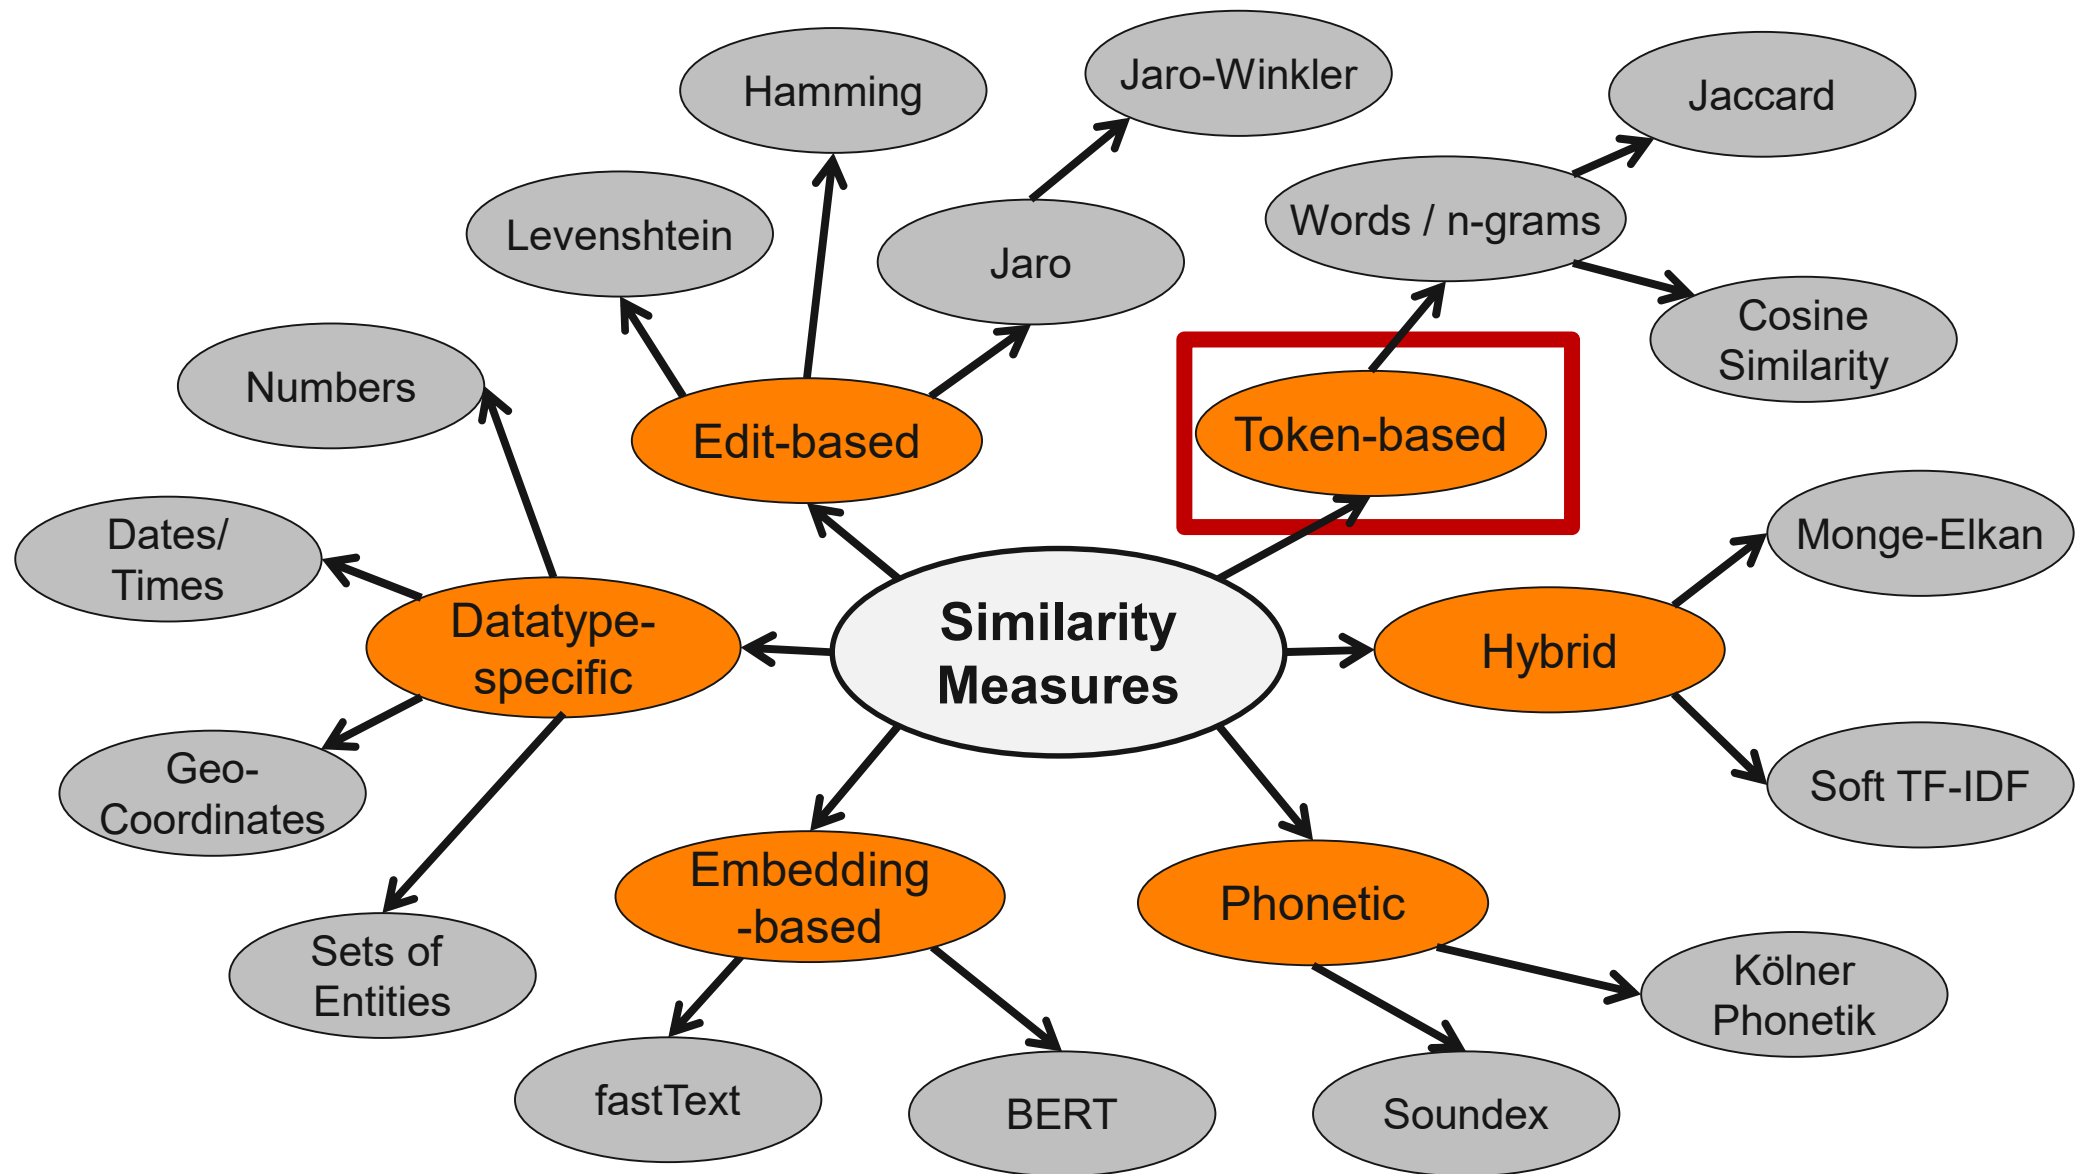 Jaro-Winkler
Hamming
Jaccard
Words / n-grams
Levenshtein
Jaro
Cosine
Similarity
Numbers
Edit-based
Token-based
Dates/
Times
Monge-Elkan
Datatype-
specific
Similarity
Measures
Hybrid
Geo-
Coordinates
Soft TF-IDF
Embedding
-based
Phonetic
Sets of
Entities
Kölner
Phonetik
fastText
BERT
Soundex